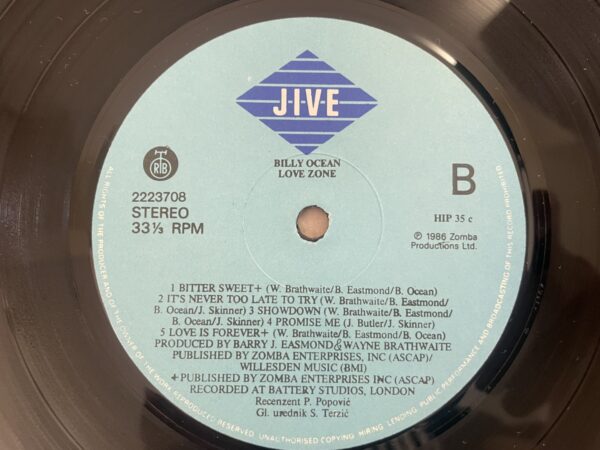 J·I·V·E
BILLY OCEAN
LOVE ZONE
RTB
2223708
STEREO
33⅓ RPM
B
HIP 35 c
℗ 1986 Zomba
Productions Ltd.
1 BITTER SWEET+ (W. Brathwaite/B. Eastmond/B. Ocean)
2 IT'S NEVER TOO LATE TO TRY (W. Brathwaite/B. Eastmond/
B. Ocean/J. Skinner) 3 SHOWDOWN (W. Brathwaite/B. Eastmond/
B. Ocean/J. Skinner) 4 PROMISE ME (J. Butler/J. Skinner)
5 LOVE IS FOREVER+ (W. Brathwaite/B. Eastmond/B. Ocean)
PRODUCED BY BARRY J. EASMOND&WAYNE BRATHWAITE
PUBLISHED BY ZOMBA ENTERPRISES, INC (ASCAP)/
WILLESDEN MUSIC (BMI)
+ PUBLISHED BY ZOMBA ENTERPRISES INC (ASCAP)
RECORDED AT BATTERY STUDIOS, LONDON
Recenzent P. Popović
Gl. urednik S. Terzić
ALL RIGHTS OF THE PRODUCER AND OF THE OWNER OF THE WORK REPRODUCED RESERVED. UNAUTHORISED COPYING HIRING LENDING PUBLIC PERFORMANCE AND BROADCASTING OF THIS RECORD PROHIBITED